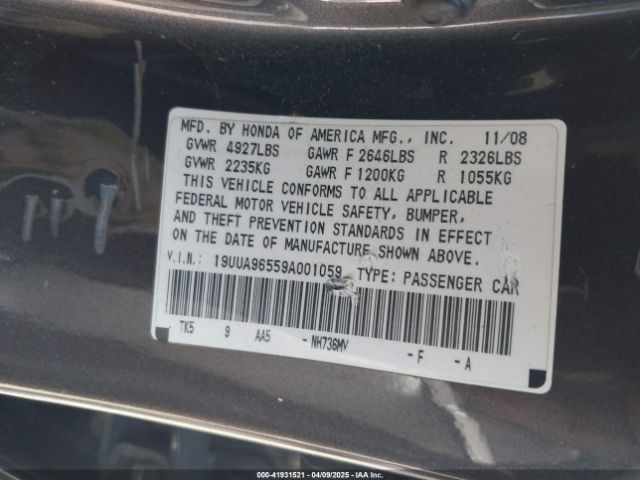 MFD. BY HONDA OF AMERICA MFG., INC. 11/08
GVWR 4927LBS GAWR F 2646LBS R 2326LBS
GVWR 2235KG GAWR F 1200KG R 1055KG
THIS VEHICLE CONFORMS TO ALL APPLICABLE
FEDERAL MOTOR VEHICLE SAFETY, BUMPER,
AND THEFT PREVENTION STANDARDS IN EFFECT
ON THE DATE OF MANUFACTURE SHOWN ABOVE.
V.I.N.: 19UUA96559A001059 TYPE: PASSENGER CAR
TK5 9 AA5 -NH736MV -F -A
000-41931521 04/09/2025 Copyright IAA, Inc.